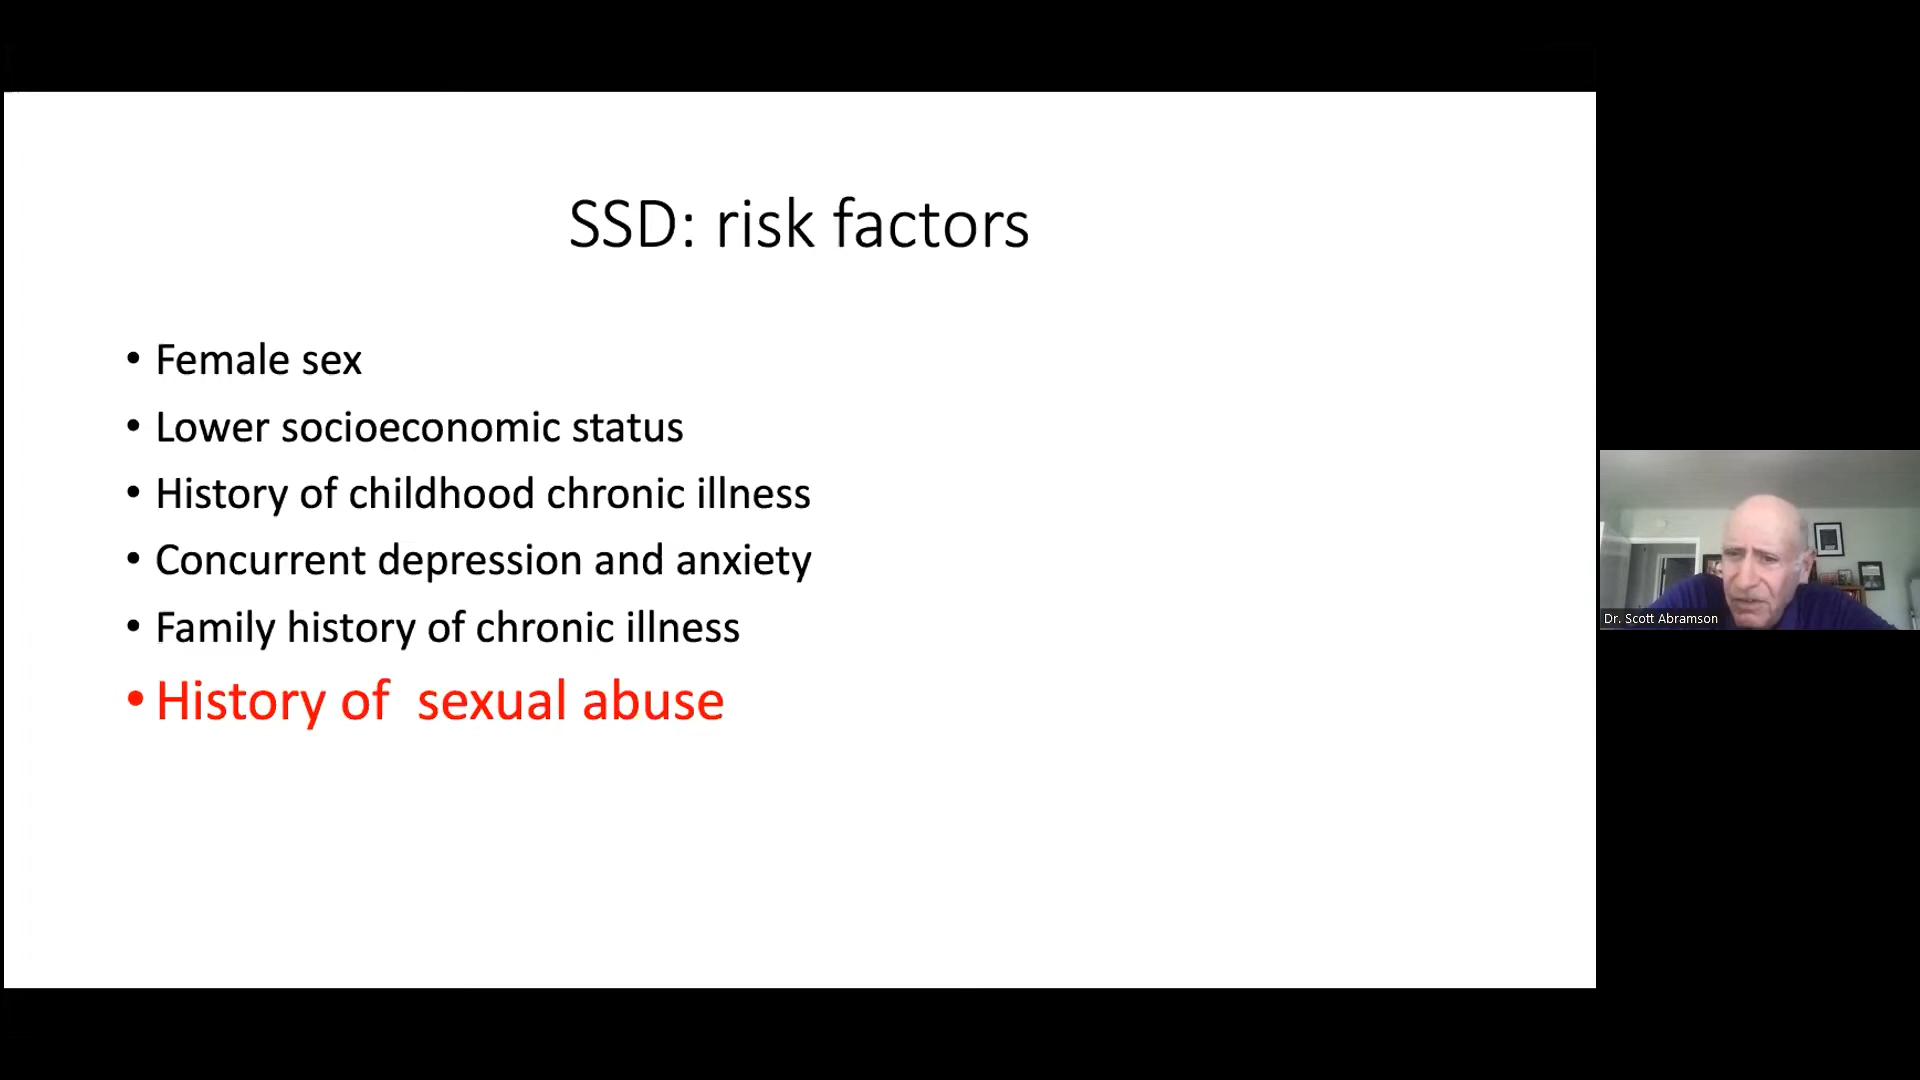 SSD: risk factors
• Female sex
• Lower socioeconomic status
• History of childhood chronic illness
• Concurrent depression and anxiety
• Family history of chronic illness
• History of  sexual abuse
Dr. Scott Abramson